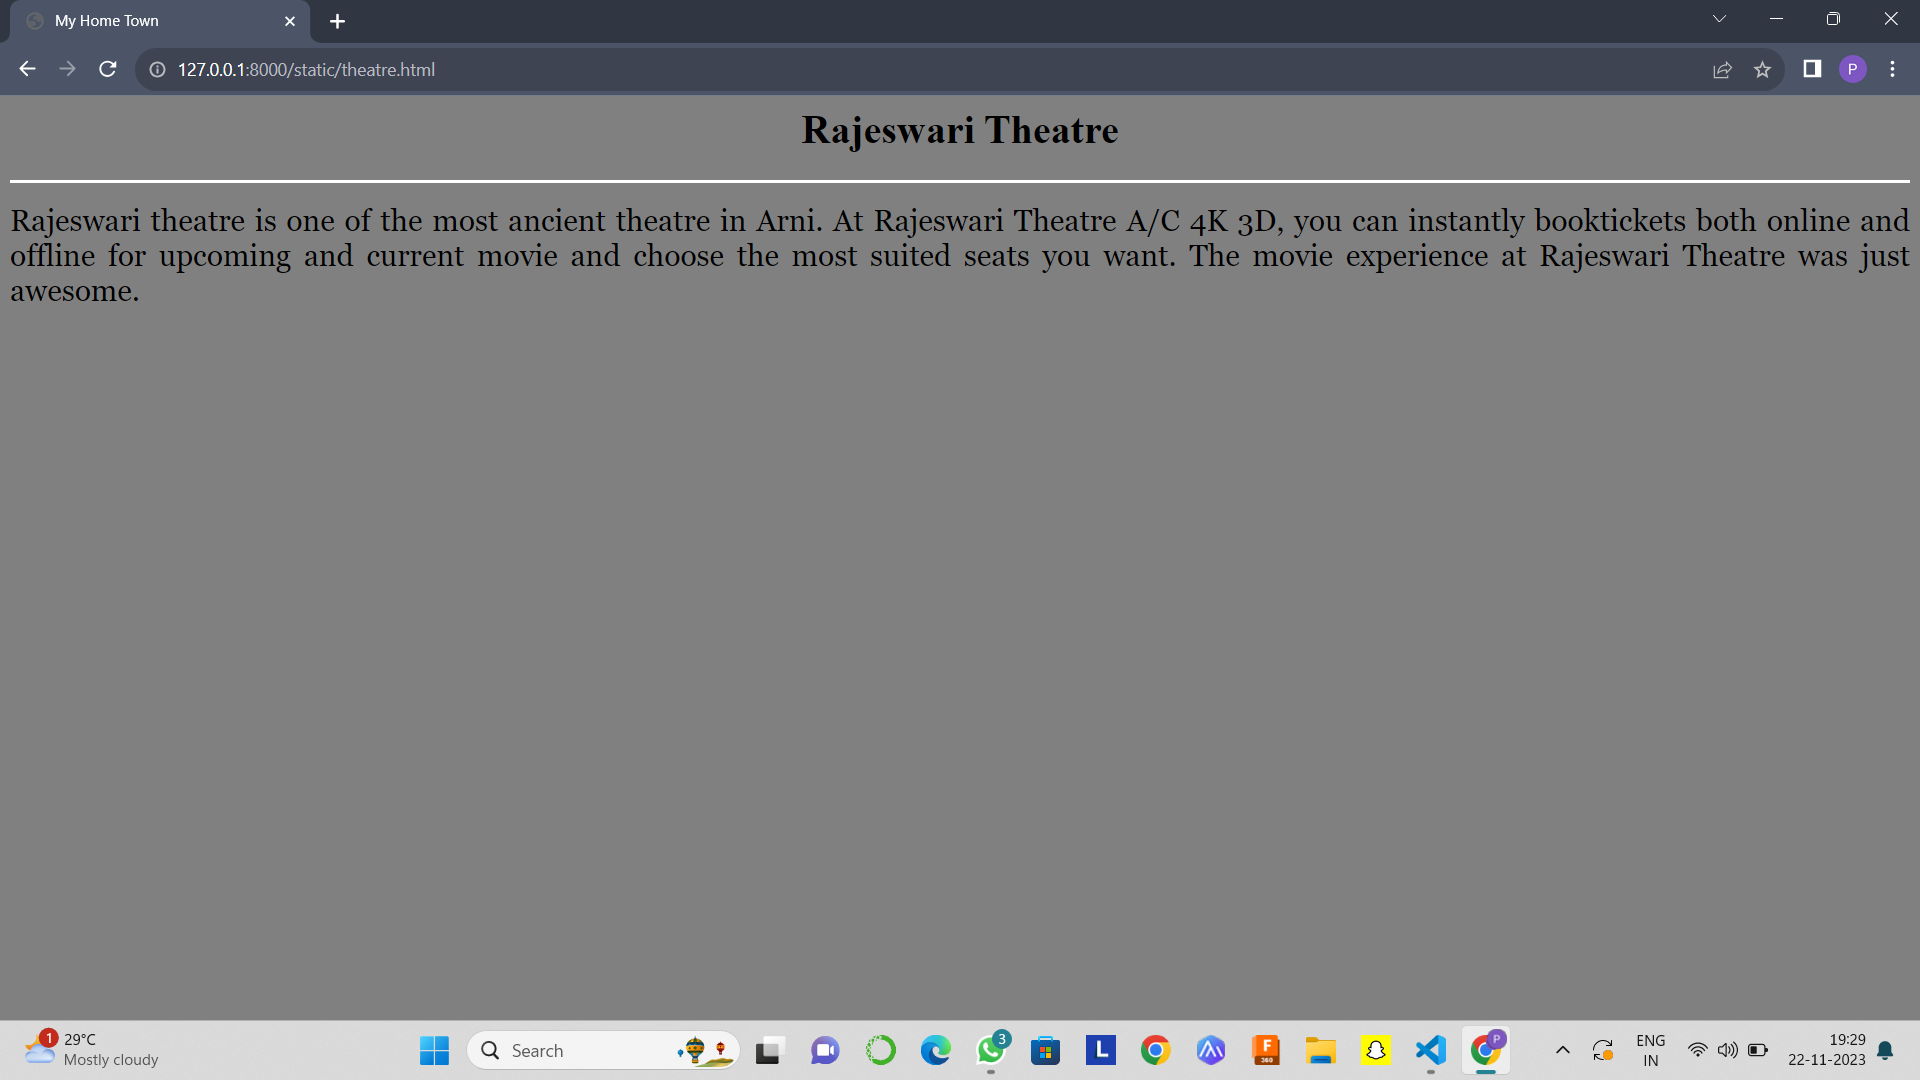 My Home Town
127.0.0.1:8000/static/theatre.html
P
Rajeswari Theatre
Rajeswari theatre is one of the most ancient theatre in Arni. At Rajeswari Theatre A/C 4K 3D, you can instantly booktickets both online and
offline for upcoming and current movie and choose the most suited seats you want. The movie experience at Rajeswari Theatre was just
awesome.
1
29°C
Mostly cloudy
Search
3
L
F
360
P
ENG
IN
19:29
22-11-2023